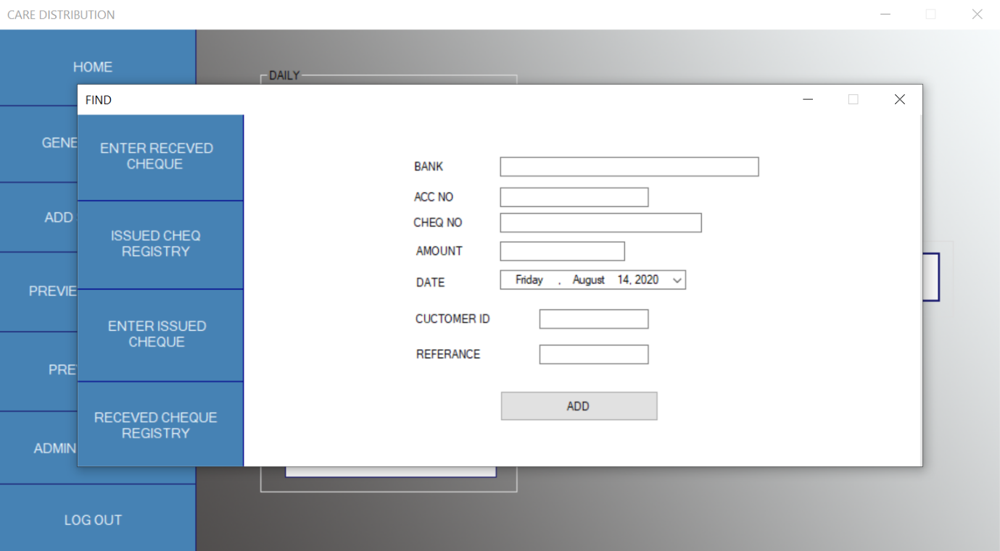 CARE DISTRIBUTION
HOME
GENE
ADD
PREVIE
PRE
ADMIN
LOG OUT
DAILY
FIND
ENTER RECEVED
CHEQUE
ISSUED CHEQ
REGISTRY
ENTER ISSUED
CHEQUE
RECEVED CHEQUE
REGISTRY
BANK
ACC NO
CHEQ NO
AMOUNT
DATE Friday , August 14, 2020
CUCTOMER ID
REFERANCE
ADD